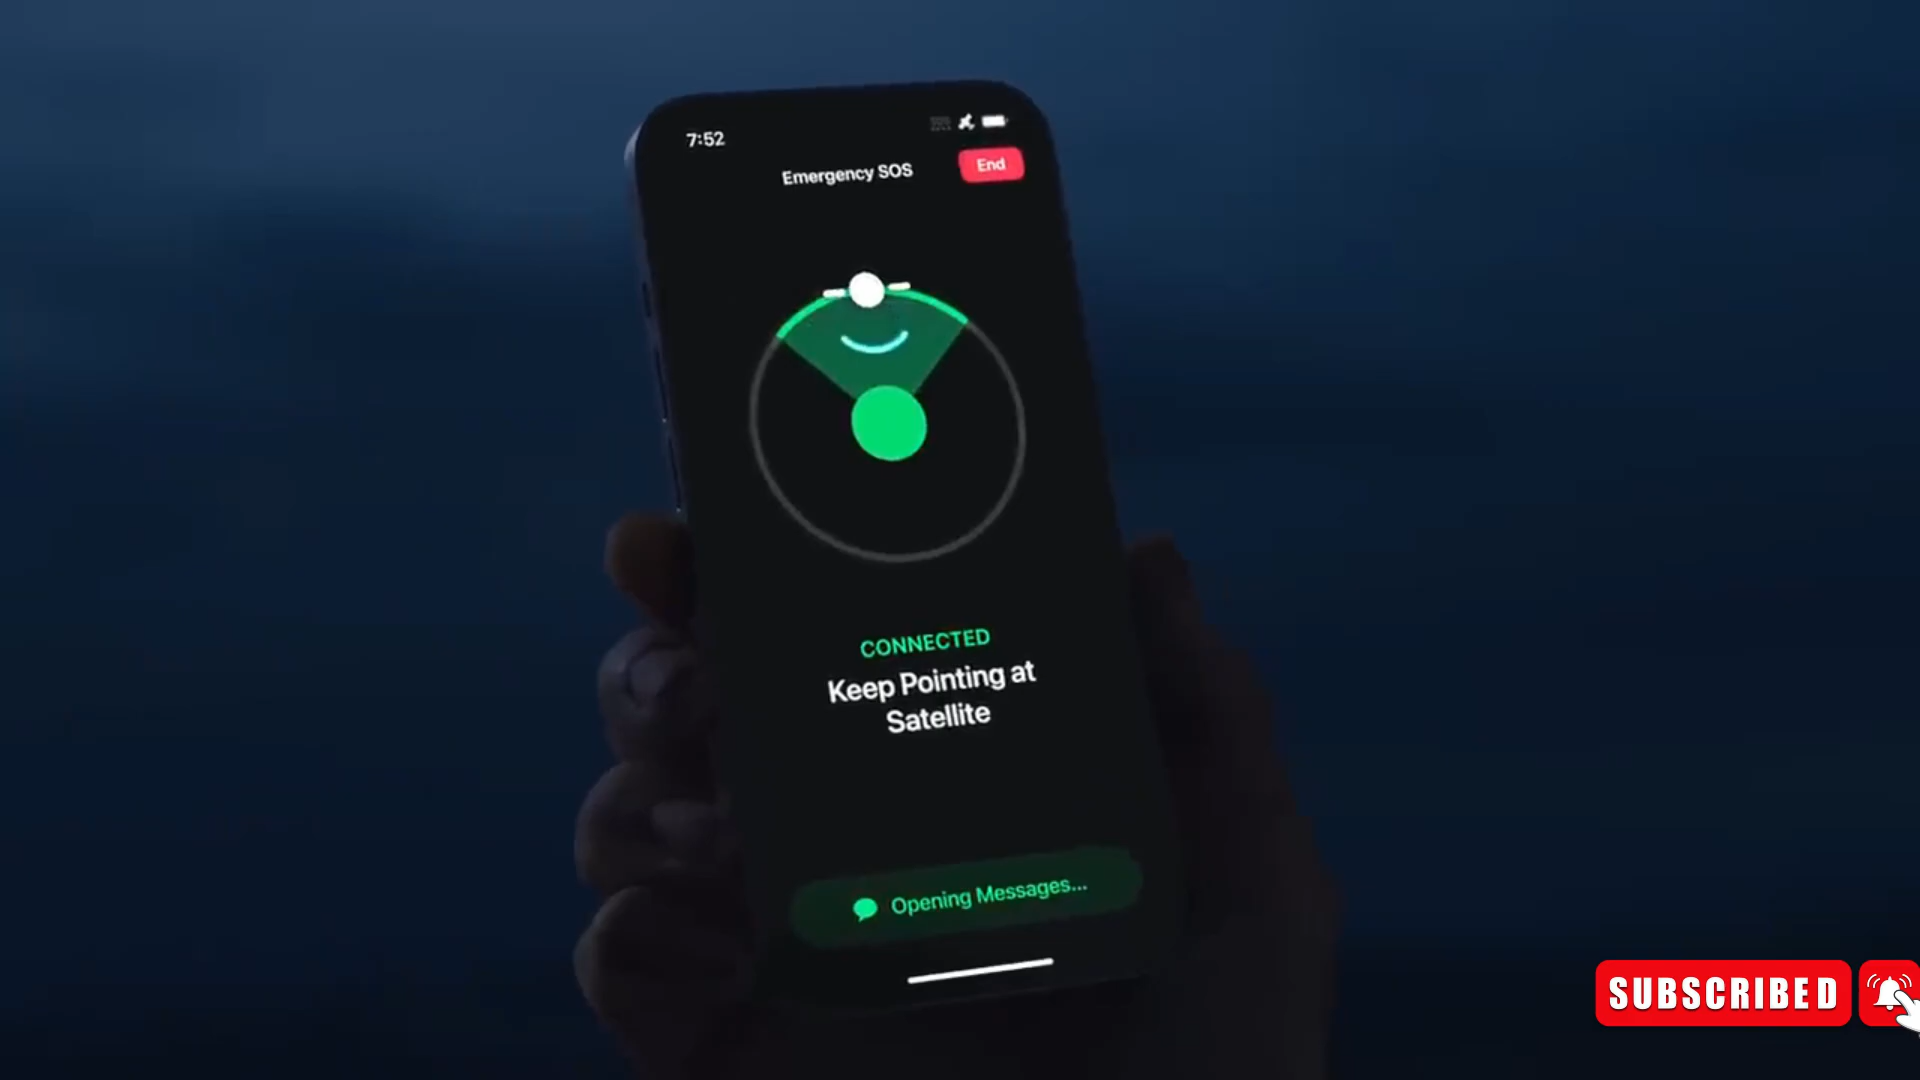 7:52
Emergency SOS
End
CONNECTED
Keep Pointing at
Satellite
Opening Messages...
SUBSCRIBED